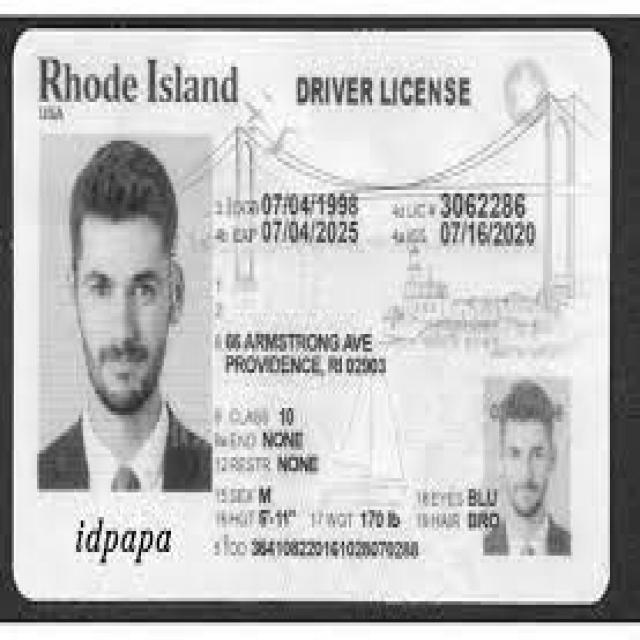 Rhode Island
USA
DRIVER LICENSE
3 DOB 07/04/1998
4d LIC # 3062286
4b EXP 07/04/2025
4a ISS 07/16/2020
1
2
8 66 ARMSTRONG AVE
PROVIDENCE, RI 02903
9 CLASS 10
9a END NONE
12 RESTR NONE
15 SEX M
18 EYES BLU
16 HGT 5'-11"
17 WGT 170 lb
19 HAIR BRO
idpapa
5 DD